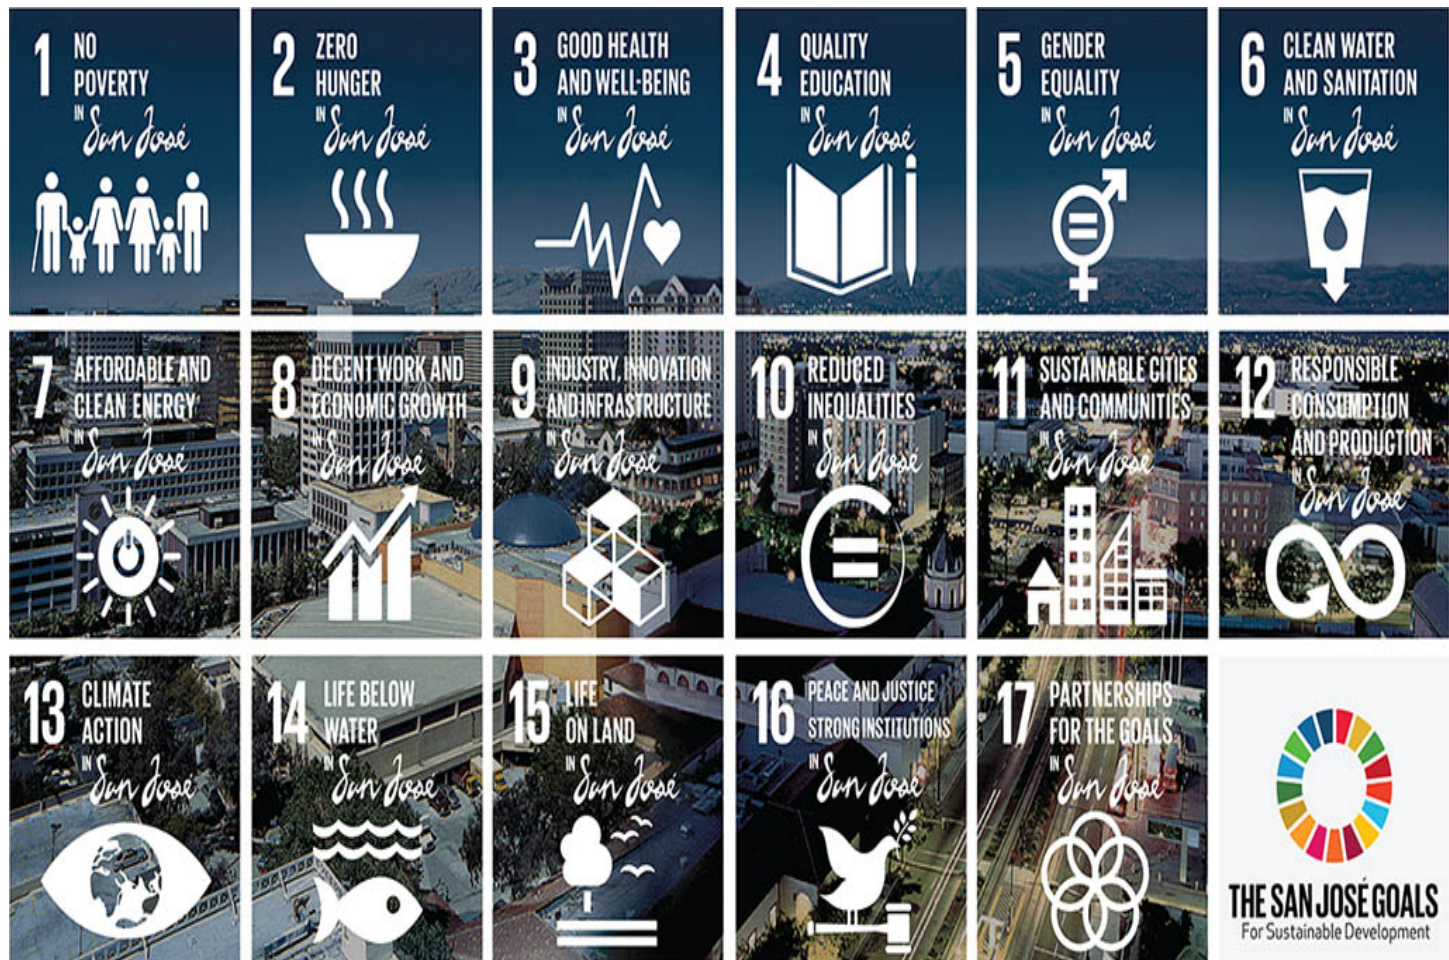 1 NO
POVERTY
IN San José
2 ZERO
HUNGER
IN San José
3 GOOD HEALTH
AND WELL-BEING
IN San José
4 QUALITY
EDUCATION
IN San José
5 GENDER
EQUALITY
IN San José
6 CLEAN WATER
AND SANITATION
IN San José
7 AFFORDABLE AND
CLEAN ENERGY
IN San José
8 DECENT WORK AND
ECONOMIC GROWTH
IN San José
9 INDUSTRY, INNOVATION
AND INFRASTRUCTURE
IN San José
10 REDUCED
INEQUALITIES
IN San José
11 SUSTAINABLE CITIES
AND COMMUNITIES
IN San José
12 RESPONSIBLE
CONSUMPTION
AND PRODUCTION
IN San José
13 CLIMATE
ACTION
IN San José
14 LIFE BELOW
WATER
IN San José
15 LIFE
ON LAND
IN San José
16 PEACE AND JUSTICE
STRONG INSTITUTIONS
IN San José
17 PARTNERSHIPS
FOR THE GOALS
IN San José
THE SAN JOSÉ GOALS
For Sustainable Development